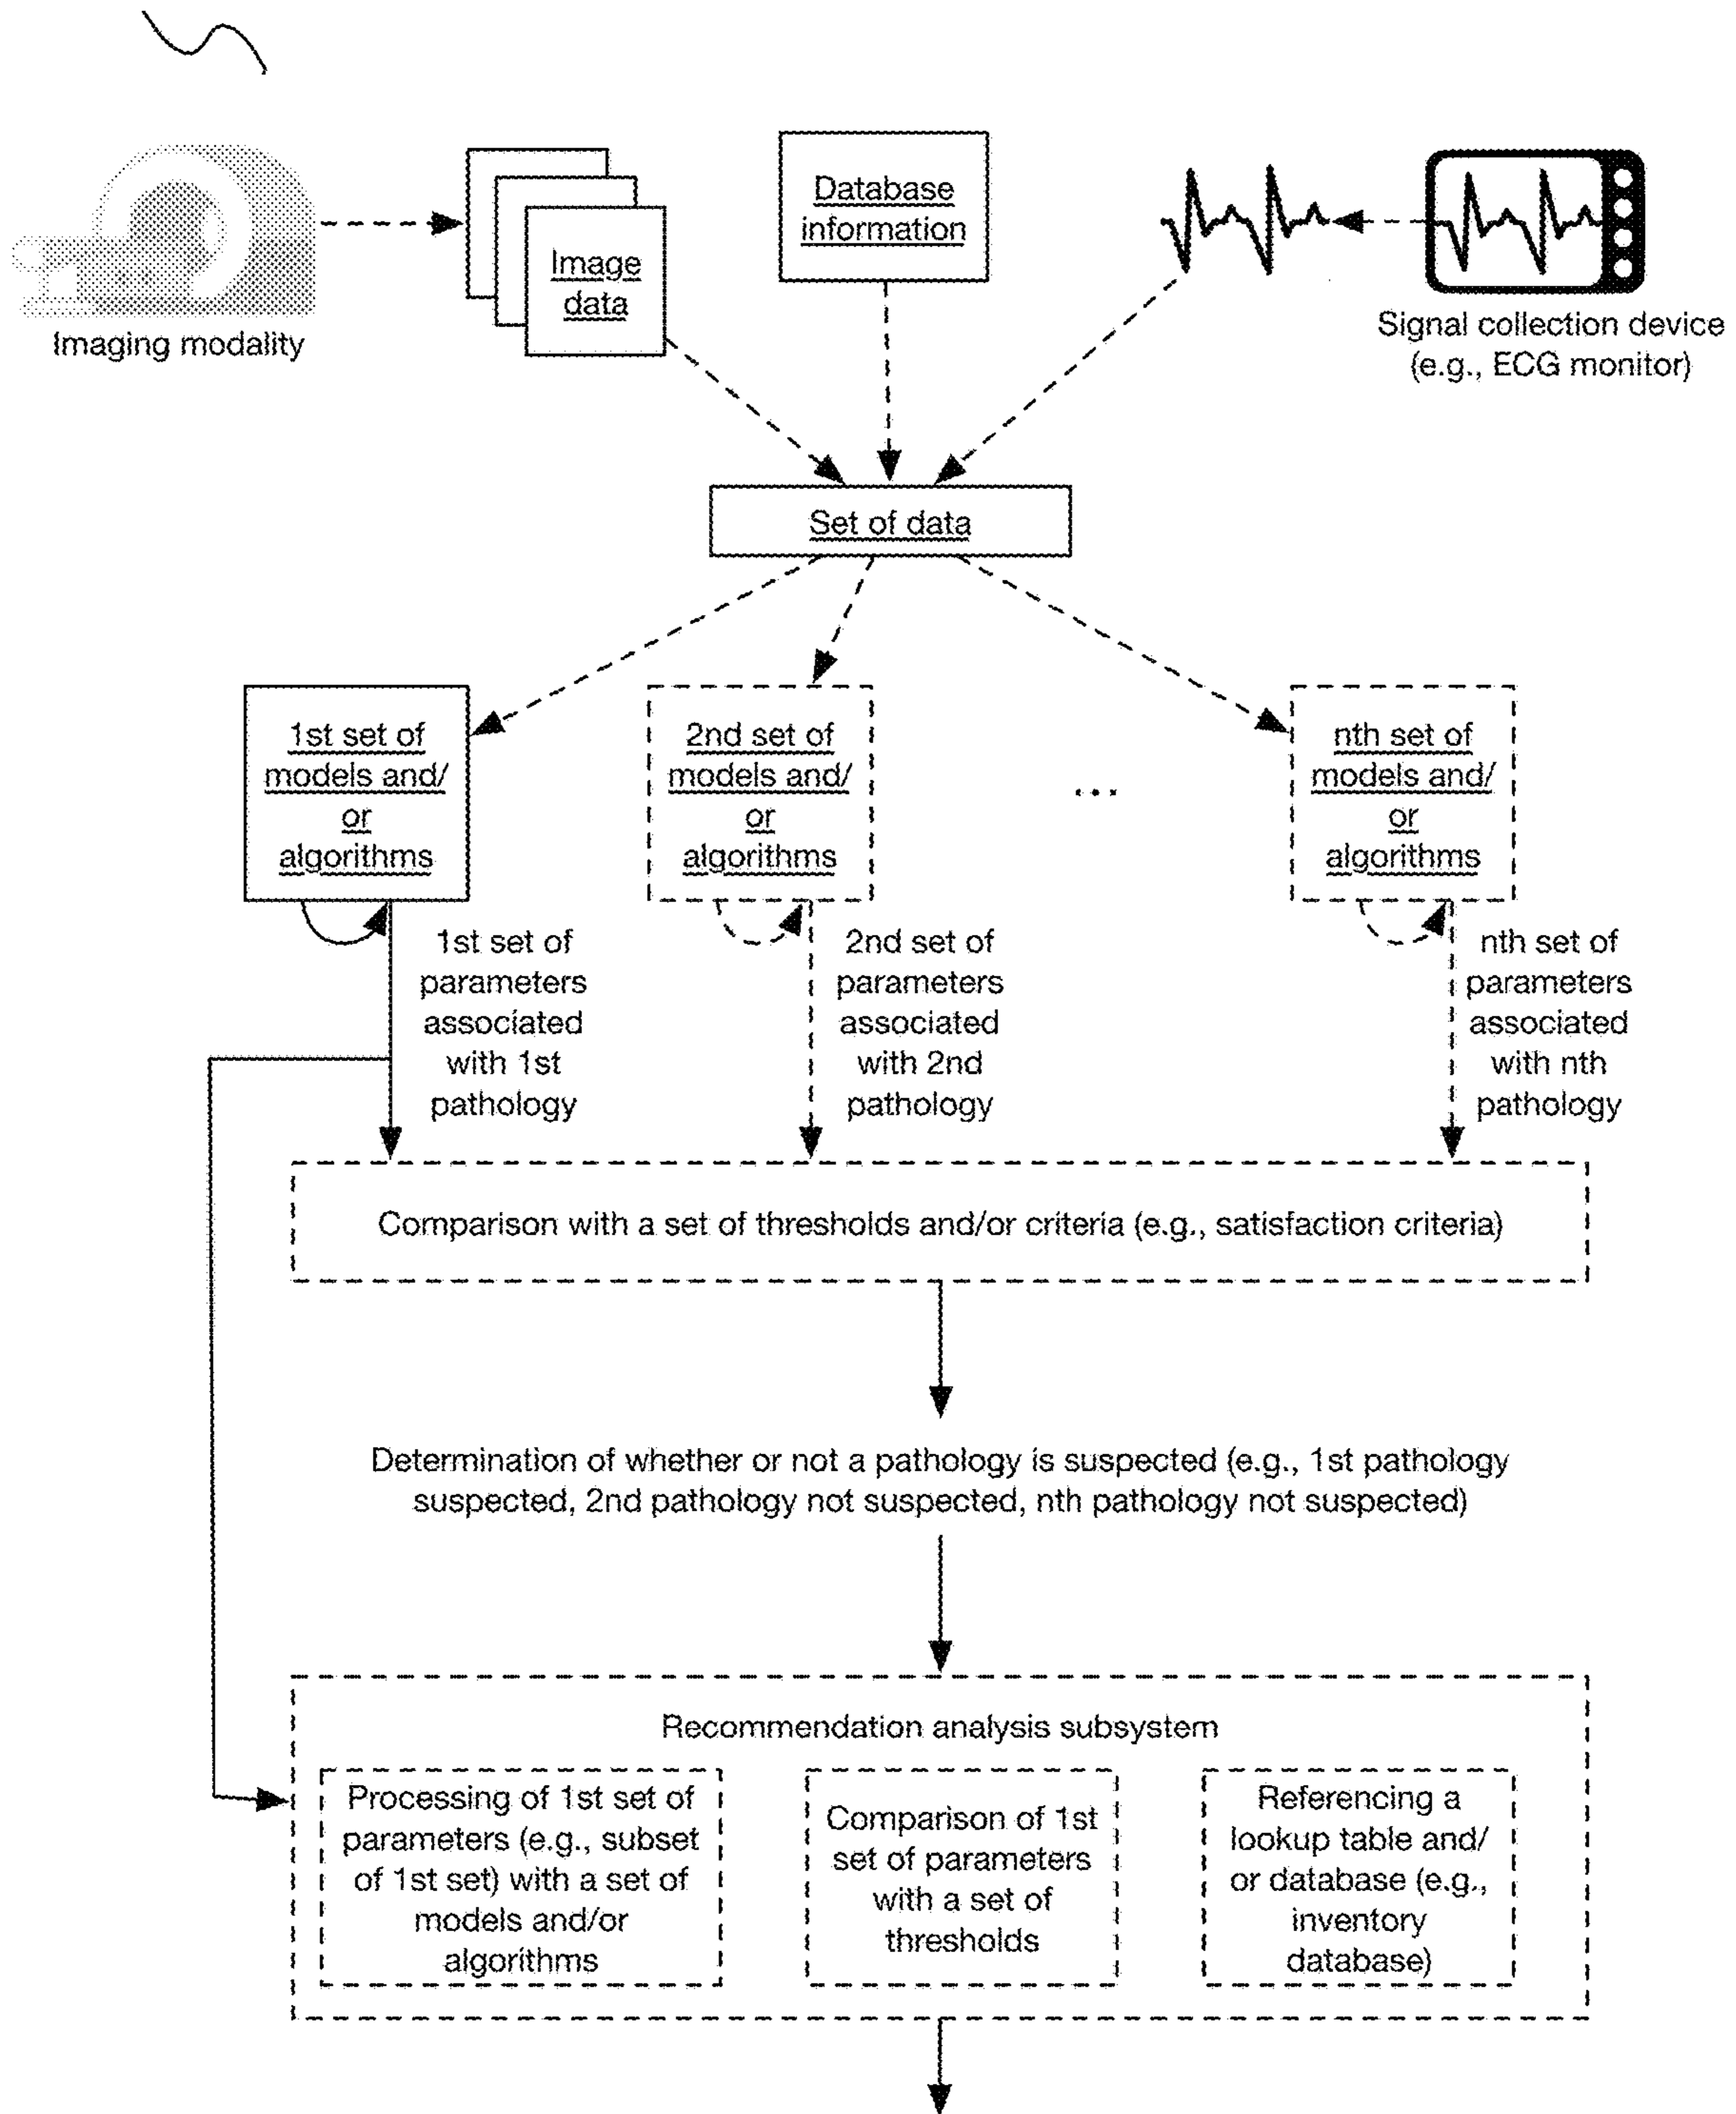 Imaging modality
Image
data
Database
information
Signal collection device
(e.g., ECG monitor)
Set of data
1st set of
models and/
or
algorithms
2nd set of
models and/
or
algorithms
...
nth set of
models and/
or
algorithms
1st set of
parameters
associated
with 1st
pathology
2nd set of
parameters
associated
with 2nd
pathology
nth set of
parameters
associated
with nth
pathology
Comparison with a set of thresholds and/or criteria (e.g., satisfaction criteria)
Determination of whether or not a pathology is suspected (e.g., 1st pathology
suspected, 2nd pathology not suspected, nth pathology not suspected)
Recommendation analysis subsystem
Processing of 1st set of
parameters (e.g., subset
of 1st set) with a set of
models and/or
algorithms
Comparison of 1st
set of parameters
with a set of
thresholds
Referencing a
lookup table and/
or database (e.g.,
inventory
database)